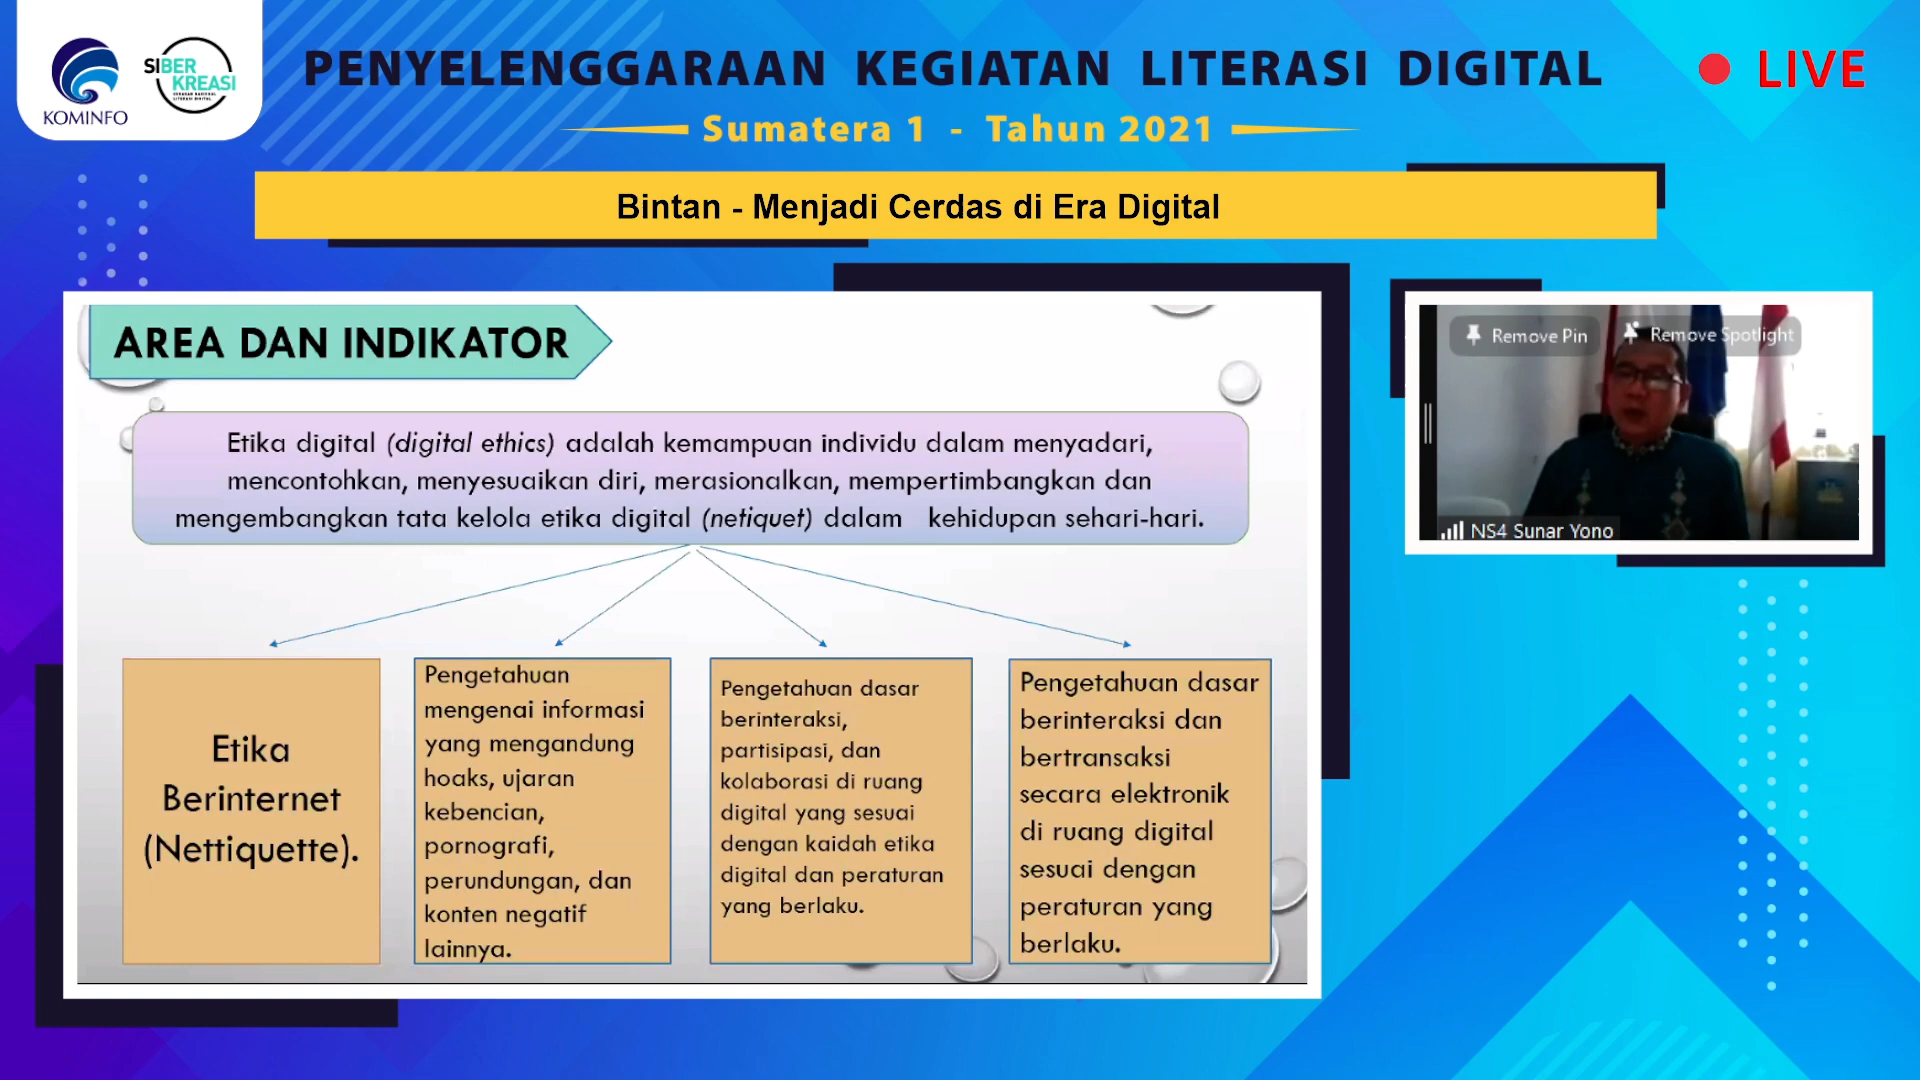 KOMINFO
SIBER
KREASI
PENYELENGGARAAN KEGIATAN LITERASI DIGITAL
LIVE
Sumatera 1 - Tahun 2021
Bintan - Menjadi Cerdas di Era Digital
AREA DAN INDIKATOR
Etika digital (digital ethics) adalah kemampuan individu dalam menyadari,
mencontohkan, menyesuaikan diri, merasionalkan, mempertimbangkan dan
mengembangkan tata kelola etika digital (netiquet) dalam kehidupan sehari-hari.
Etika
Berinternet
(Nettiquette).
Pengetahuan
mengenai informasi
yang mengandung
hoaks, ujaran
kebencian,
pornografi,
perundungan, dan
konten negatif
lainnya.
Pengetahuan dasar
berinteraksi,
partisipasi, dan
kolaborasi di ruang
digital yang sesuai
dengan kaidah etika
digital dan peraturan
yang berlaku.
Pengetahuan dasar
berinteraksi dan
bertransaksi
secara elektronik
di ruang digital
sesuai dengan
peraturan yang
berlaku.
Remove Pin
Remove Spotlight
NS4 Sunar Yono